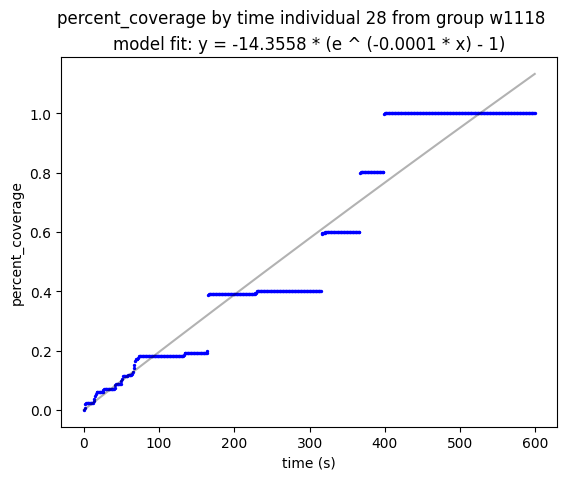 percent_coverage by time individual 28 from group w1118
model fit: y = -14.3558 * (e ^ (-0.0001 * x) - 1)
percent_coverage
1.0
0.8
0.6
0.4
0.2
0.0
0 100 200 300 400 500 600
time (s)